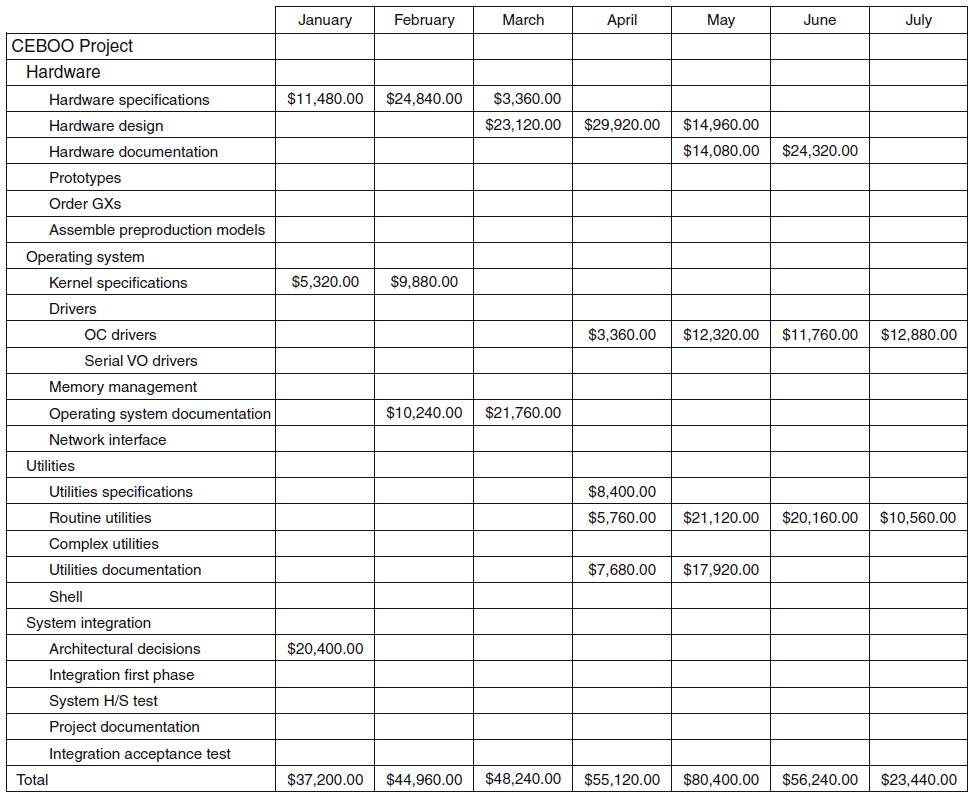 January February March April May June July
CEBOO Project
Hardware
Hardware specifications $11,480.00 $24,840.00 $3,360.00
Hardware design $23,120.00 $29,920.00 $14,960.00
Hardware documentation $14,080.00 $24,320.00
Prototypes
Order GXs
Assemble preproduction models
Operating system
Kernel specifications $5,320.00 $9,880.00
Drivers
OC drivers $3,360.00 $12,320.00 $11,760.00 $12,880.00
Serial VO drivers
Memory management
Operating system documentation $10,240.00 $21,760.00
Network interface
Utilities
Utilities specifications $8,400.00
Routine utilities $5,760.00 $21,120.00 $20,160.00 $10,560.00
Complex utilities
Utilities documentation $7,680.00 $17,920.00
Shell
System integration
Architectural decisions $20,400.00
Integration first phase
System H/S test
Project documentation
Integration acceptance test
Total $37,200.00 $44,960.00 $48,240.00 $55,120.00 $80,400.00 $56,240.00 $23,440.00